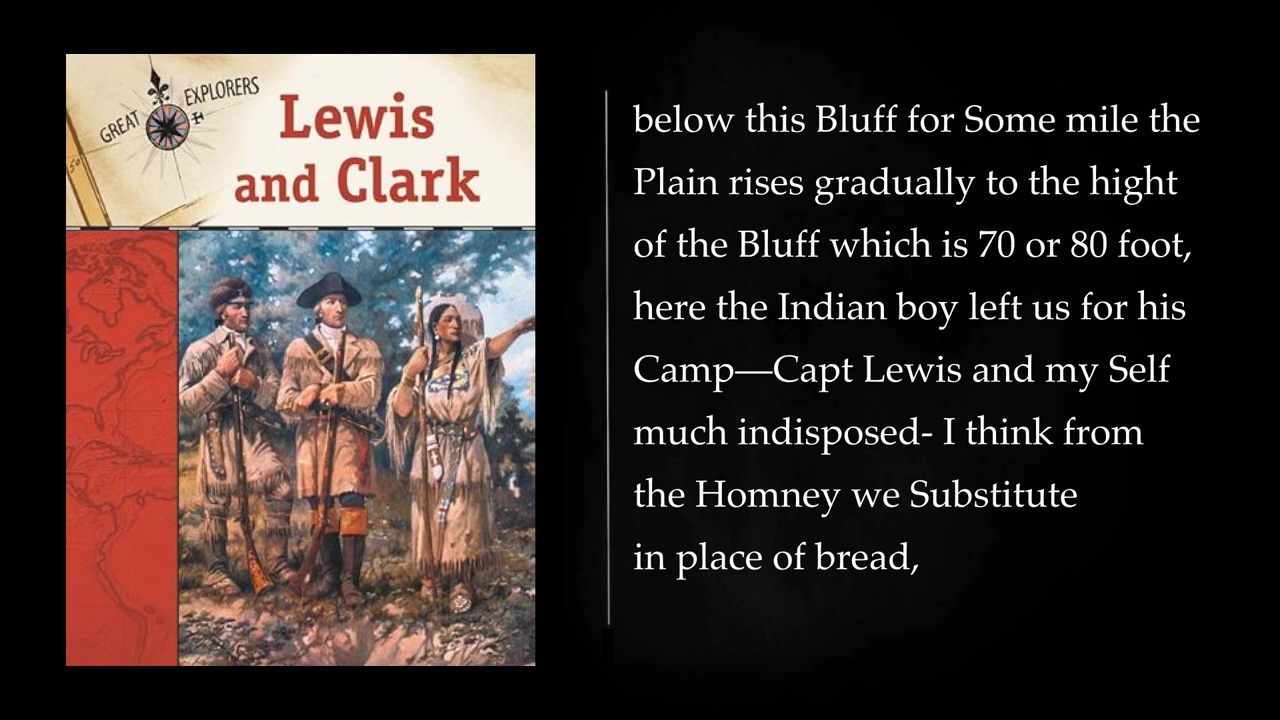 GREAT EXPLORERS
Lewis
and Clark
50
below this Bluff for Some mile the
Plain rises gradually to the hight
of the Bluff which is 70 or 80 foot,
here the Indian boy left us for his
Camp—Capt Lewis and my Self
much indisposed- I think from
the Homney we Substitute
in place of bread,